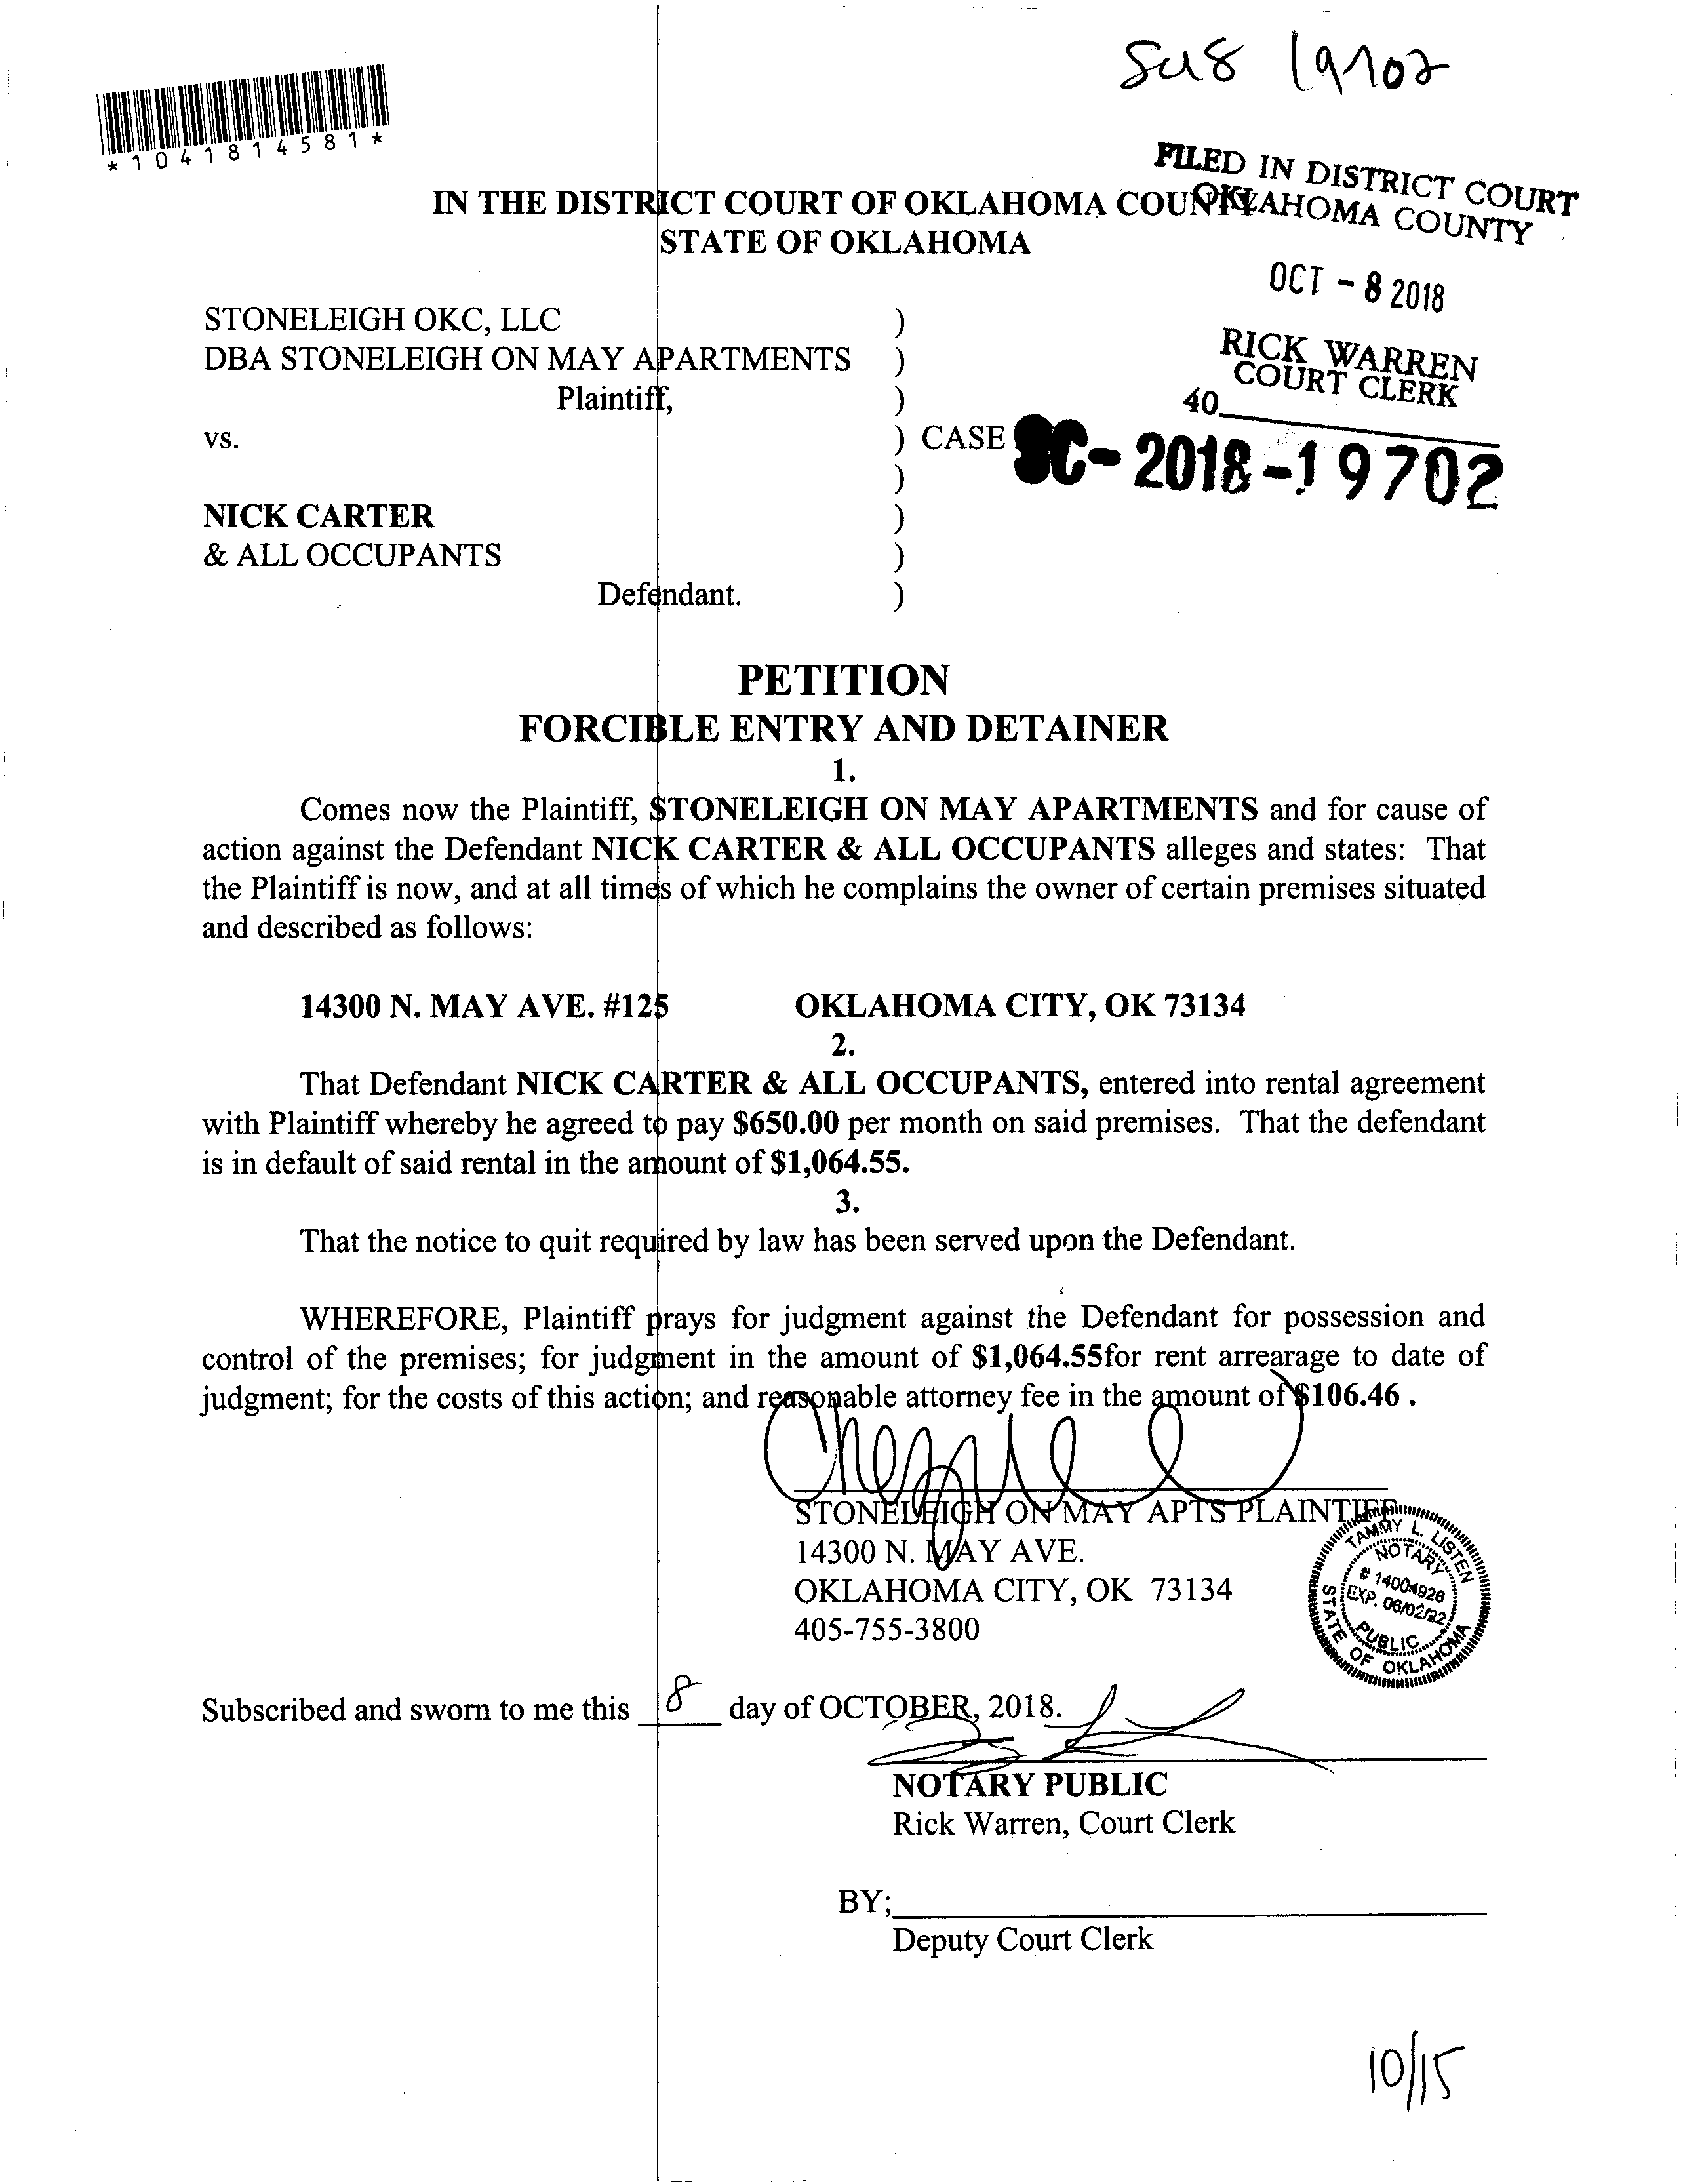 SC18 19702
*1041814581*
FILED IN DISTRICT COURT
OKLAHOMA COUNTY
IN THE DISTRICT COURT OF OKLAHOMA COUNTY
STATE OF OKLAHOMA
OCT - 8 2018
RICK WARREN
COURT CLERK
40
STONELEIGH OKC, LLC )
DBA STONELEIGH ON MAY APARTMENTS )
Plaintiff, )
vs. ) CASE SC-2018-19702
)
NICK CARTER )
& ALL OCCUPANTS )
Defendant. )
PETITION
FORCIBLE ENTRY AND DETAINER
1.
Comes now the Plaintiff, STONELEIGH ON MAY APARTMENTS and for cause of
action against the Defendant NICK CARTER & ALL OCCUPANTS alleges and states: That
the Plaintiff is now, and at all times of which he complains the owner of certain premises situated
and described as follows:
14300 N. MAY AVE. #125 OKLAHOMA CITY, OK 73134
2.
That Defendant NICK CARTER & ALL OCCUPANTS, entered into rental agreement
with Plaintiff whereby he agreed to pay $650.00 per month on said premises. That the defendant
is in default of said rental in the amount of $1,064.55.
3.
That the notice to quit required by law has been served upon the Defendant.
WHEREFORE, Plaintiff prays for judgment against the Defendant for possession and
control of the premises; for judgment in the amount of $1,064.55for rent arrearage to date of
judgment; for the costs of this action; and reasonable attorney fee in the amount of $106.46 .
STONELEIGH ON MAY APTS PLAINTIFF
14300 N. MAY AVE.
OKLAHOMA CITY, OK 73134
405-755-3800
TAMMY L. LISTEN
NOTARY
# 14004926
EXP. 06/02/22
PUBLIC
STATE OF OKLAHOMA
Subscribed and sworn to me this 8 day of OCTOBER, 2018.
NOTARY PUBLIC
Rick Warren, Court Clerk
BY;
Deputy Court Clerk
10/15